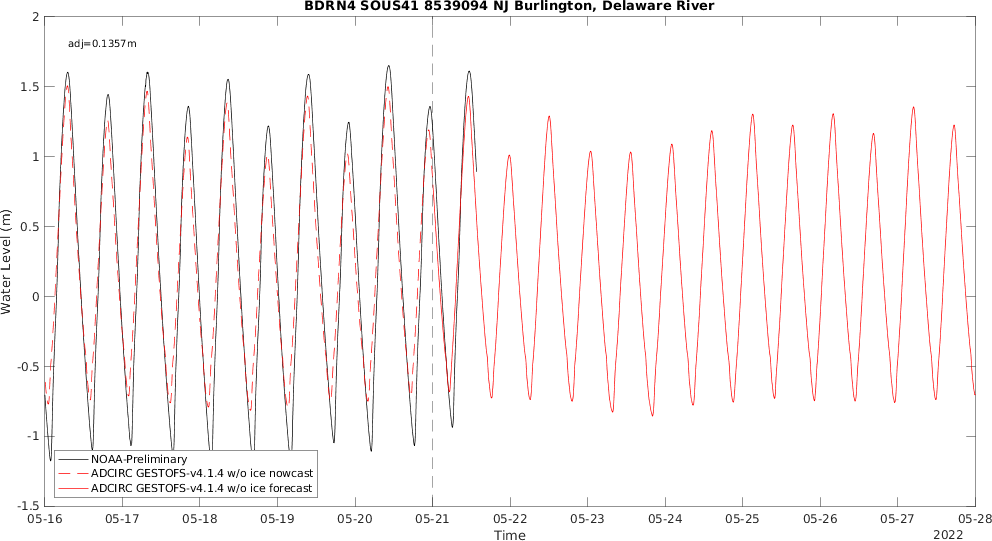 BDRN4 SOUS41 8539094 NJ Burlington, Delaware River
adj=0.1357m
2
1.5
1
0.5
0
-0.5
-1
-1.5
Water Level (m)
NOAA-Preliminary
ADCIRC GESTOFS-v4.1.4 w/o ice nowcast
ADCIRC GESTOFS-v4.1.4 w/o ice forecast
05-16 05-17 05-18 05-19 05-20 05-21 05-22 05-23 05-24 05-25 05-26 05-27 05-28
Time
2022